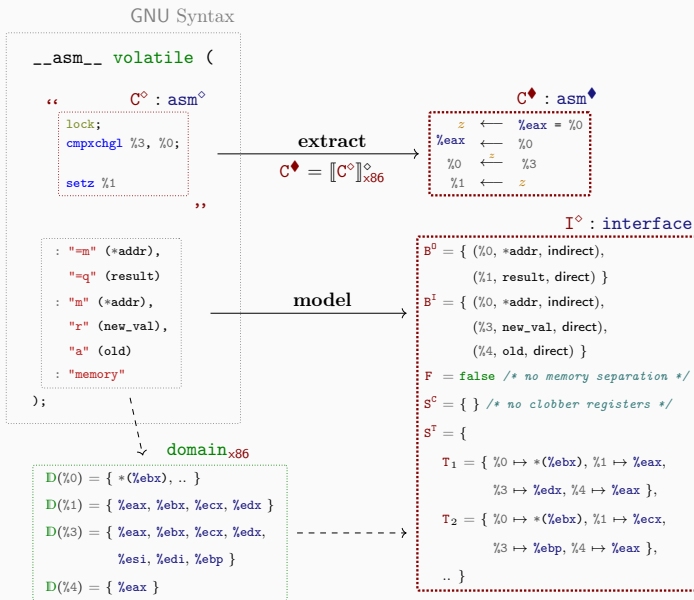 GNU Syntax
__asm__ volatile (
“ C◇ : asm◇
lock;
cmpxchgl %3, %0;
setz %1
”
extract
C♦ = ⟦C◇⟧◇x86
C♦ : asm♦
z ⟵ %eax = %0
%eax ⟵ %0
%0 ⟵z %3
%1 ⟵ z
: "=m" (*addr),
"=q" (result)
: "m" (*addr),
"r" (new_val),
"a" (old)
: "memory"
);
model
I◇ : interface
Bᴼ = { (%0, *addr, indirect),
(%1, result, direct) }
Bᴵ = { (%0, *addr, indirect),
(%3, new_val, direct),
(%4, old, direct) }
F = false /* no memory separation */
Sᶜ = { } /* no clobber registers */
Sᵀ = {
T₁ = { %0 ↦ *(%ebx), %1 ↦ %eax,
%3 ↦ %edx, %4 ↦ %eax },
T₂ = { %0 ↦ *(%ebx), %1 ↦ %ecx,
%3 ↦ %ebp, %4 ↦ %eax },
.. }
domainx86
𝔻(%0) = { *(%ebx), .. }
𝔻(%1) = { %eax, %ebx, %ecx, %edx }
𝔻(%3) = { %eax, %ebx, %ecx, %edx,
%esi, %edi, %ebp }
𝔻(%4) = { %eax }